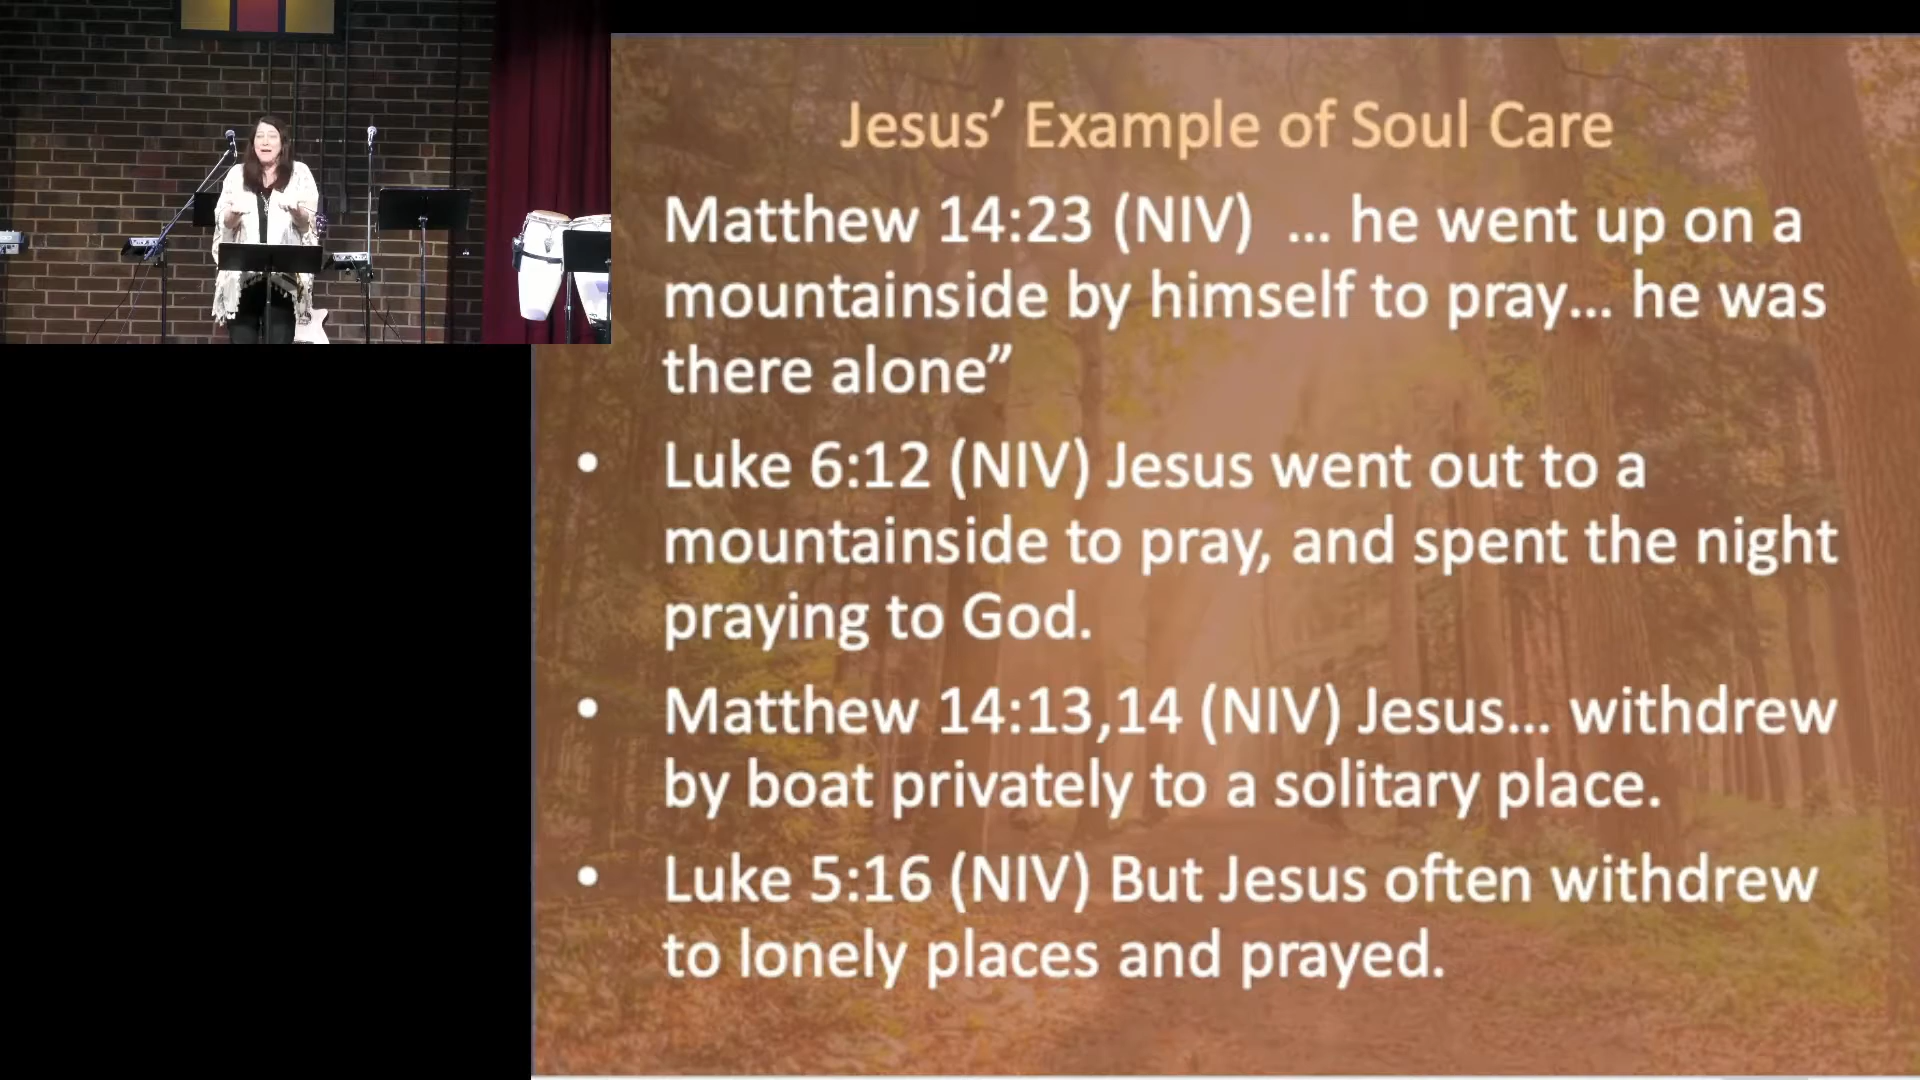 Jesus’ Example of Soul Care
Matthew 14:23 (NIV)  ... he went up on a
mountainside by himself to pray... he was
there alone”
• Luke 6:12 (NIV) Jesus went out to a
mountainside to pray, and spent the night
praying to God.
• Matthew 14:13,14 (NIV) Jesus... withdrew
by boat privately to a solitary place.
• Luke 5:16 (NIV) But Jesus often withdrew
to lonely places and prayed.